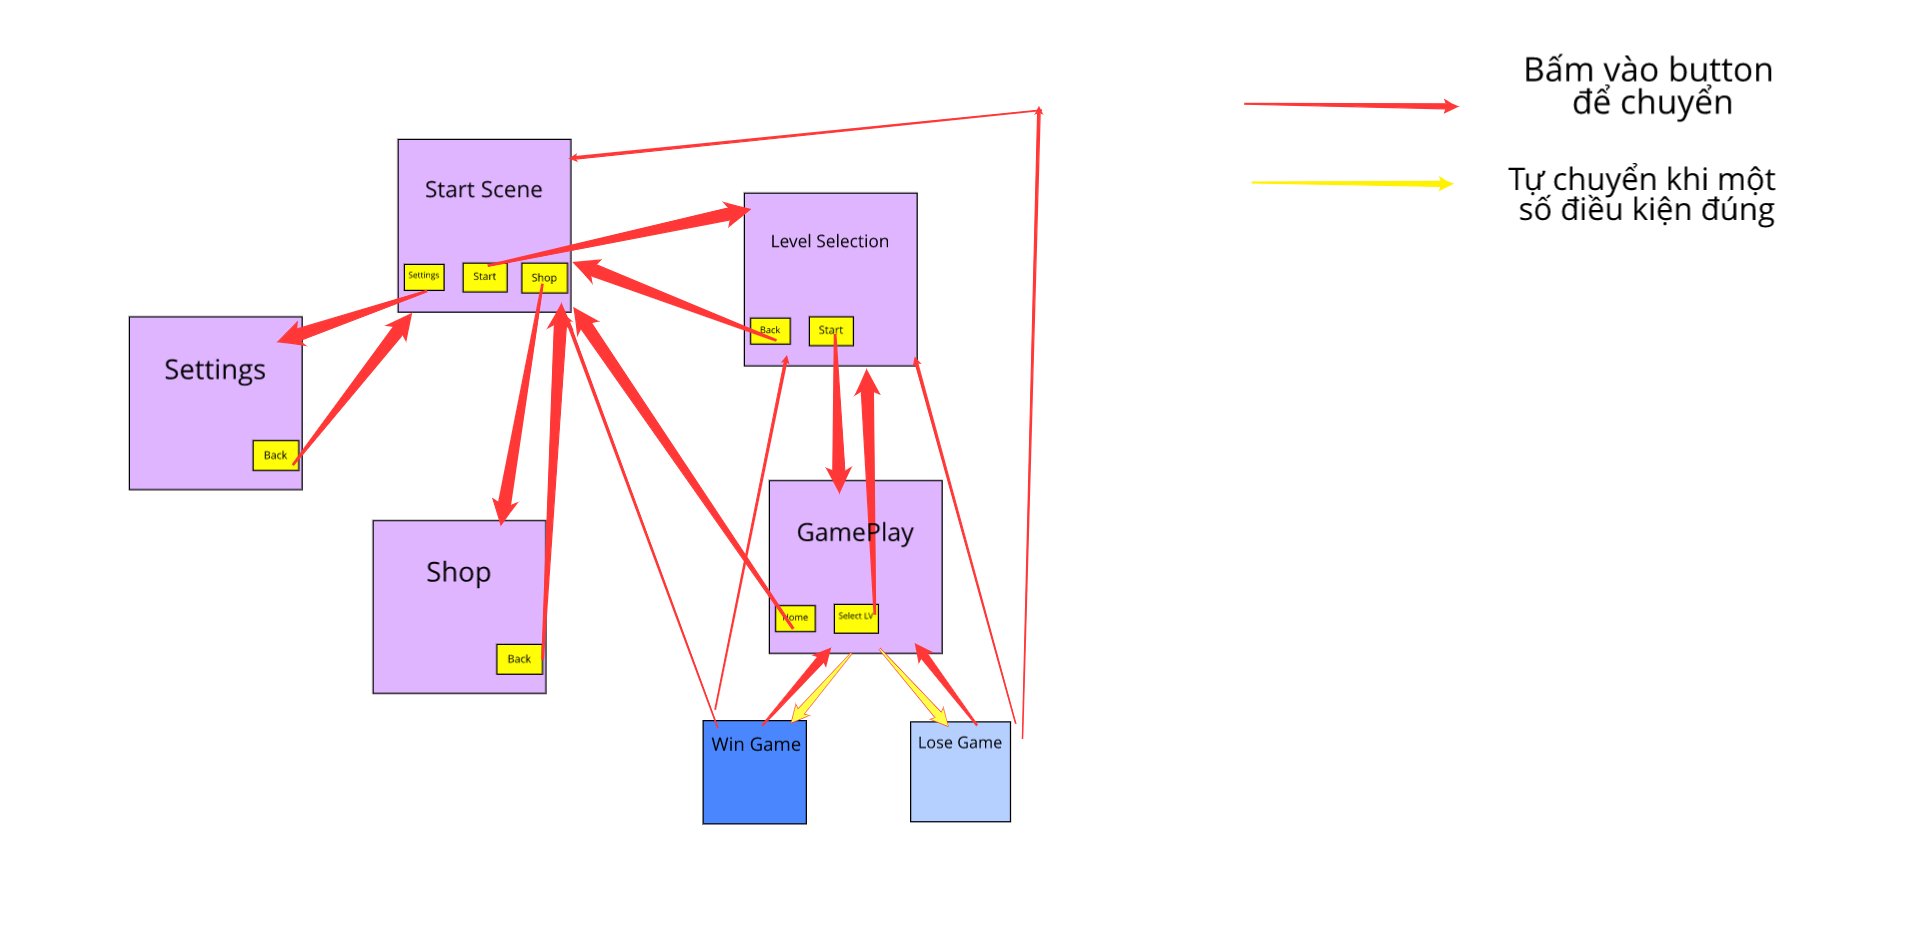 Bấm vào button
để chuyển
Tự chuyển khi một
số điều kiện đúng
Start Scene
Settings
Start
Shop
Level Selection
Back
Start
Settings
Back
Shop
Back
GamePlay
Home
Select LV
Win Game
Lose Game